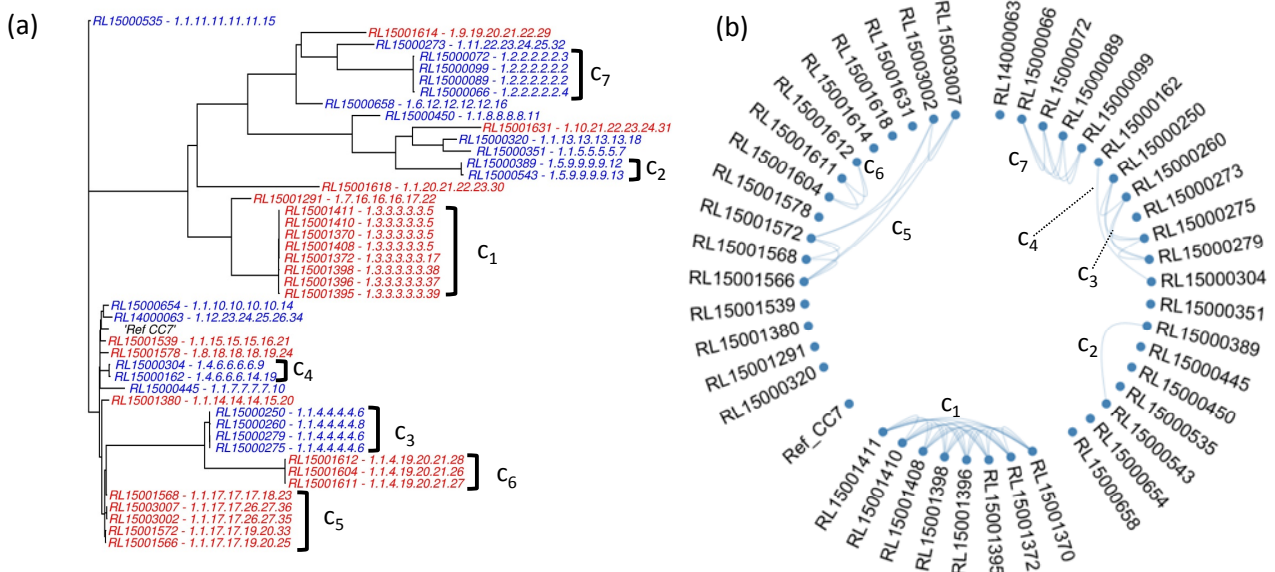 (a)
RL15000535 - 1.1.11.11.11.11.15
RL15001614 - 1.9.19.20.21.22.29
RL15000273 - 1.11.22.23.24.25.32
RL15000072 - 1.2.2.2.2.2.3
RL15000099 - 1.2.2.2.2.2.2
RL15000089 - 1.2.2.2.2.2.2
RL15000066 - 1.2.2.2.2.2.4
C7
RL15000658 - 1.6.12.12.12.12.16
RL15000450 - 1.1.8.8.8.8.11
RL15001631 - 1.10.21.22.23.24.31
RL15000320 - 1.1.13.13.13.13.18
RL15000351 - 1.1.5.5.5.5.7
RL15000389 - 1.5.9.9.9.9.12
RL15000543 - 1.5.9.9.9.9.13
C2
RL15001618 - 1.1.20.21.22.23.30
RL15001291 - 1.7.16.16.16.17.22
RL15001411 - 1.3.3.3.3.3.5
RL15001410 - 1.3.3.3.3.3.5
RL15001370 - 1.3.3.3.3.3.5
RL15001408 - 1.3.3.3.3.3.5
RL15001372 - 1.3.3.3.3.3.17
RL15001398 - 1.3.3.3.3.3.38
RL15001396 - 1.3.3.3.3.3.37
RL15001395 - 1.3.3.3.3.3.39
C1
RL15000654 - 1.1.10.10.10.10.14
RL14000063 - 1.12.23.24.25.26.34
'Ref CC7'
RL15001539 - 1.1.15.15.15.16.21
RL15001578 - 1.8.18.18.18.19.24
RL15000304 - 1.4.6.6.6.6.9
RL15000162 - 1.4.6.6.6.14.19
C4
RL15000445 - 1.1.7.7.7.7.10
RL15001380 - 1.1.14.14.14.15.20
RL15000250 - 1.1.4.4.4.4.6
RL15000260 - 1.1.4.4.4.4.8
RL15000279 - 1.1.4.4.4.4.6
RL15000275 - 1.1.4.4.4.4.6
C3
RL15001612 - 1.1.4.19.20.21.28
RL15001604 - 1.1.4.19.20.21.26
RL15001611 - 1.1.4.19.20.21.27
C6
RL15001568 - 1.1.17.17.17.18.23
RL15003007 - 1.1.17.17.26.27.36
RL15003002 - 1.1.17.17.26.27.35
RL15001572 - 1.1.17.17.19.20.33
RL15001566 - 1.1.17.17.19.20.25
C5
(b)
RL14000063
RL15000066
RL15000072
RL15000089
RL15000099
RL15000162
RL15000250
RL15000260
RL15000273
RL15000275
RL15000279
RL15000304
RL15000351
RL15000389
RL15000445
RL15000450
RL15000535
RL15000543
RL15000654
RL15000658
RL15001370
RL15001372
RL15001395
RL15001396
RL15001398
RL15001408
RL15001410
RL15001411
Ref_CC7
RL15000320
RL15001291
RL15001380
RL15001539
RL15001566
RL15001568
RL15001572
RL15001578
RL15001604
RL15001611
RL15001612
RL15001614
RL15001618
RL15001631
RL15003002
RL15003007
C7
C6
C5
C4
C3
C2
C1